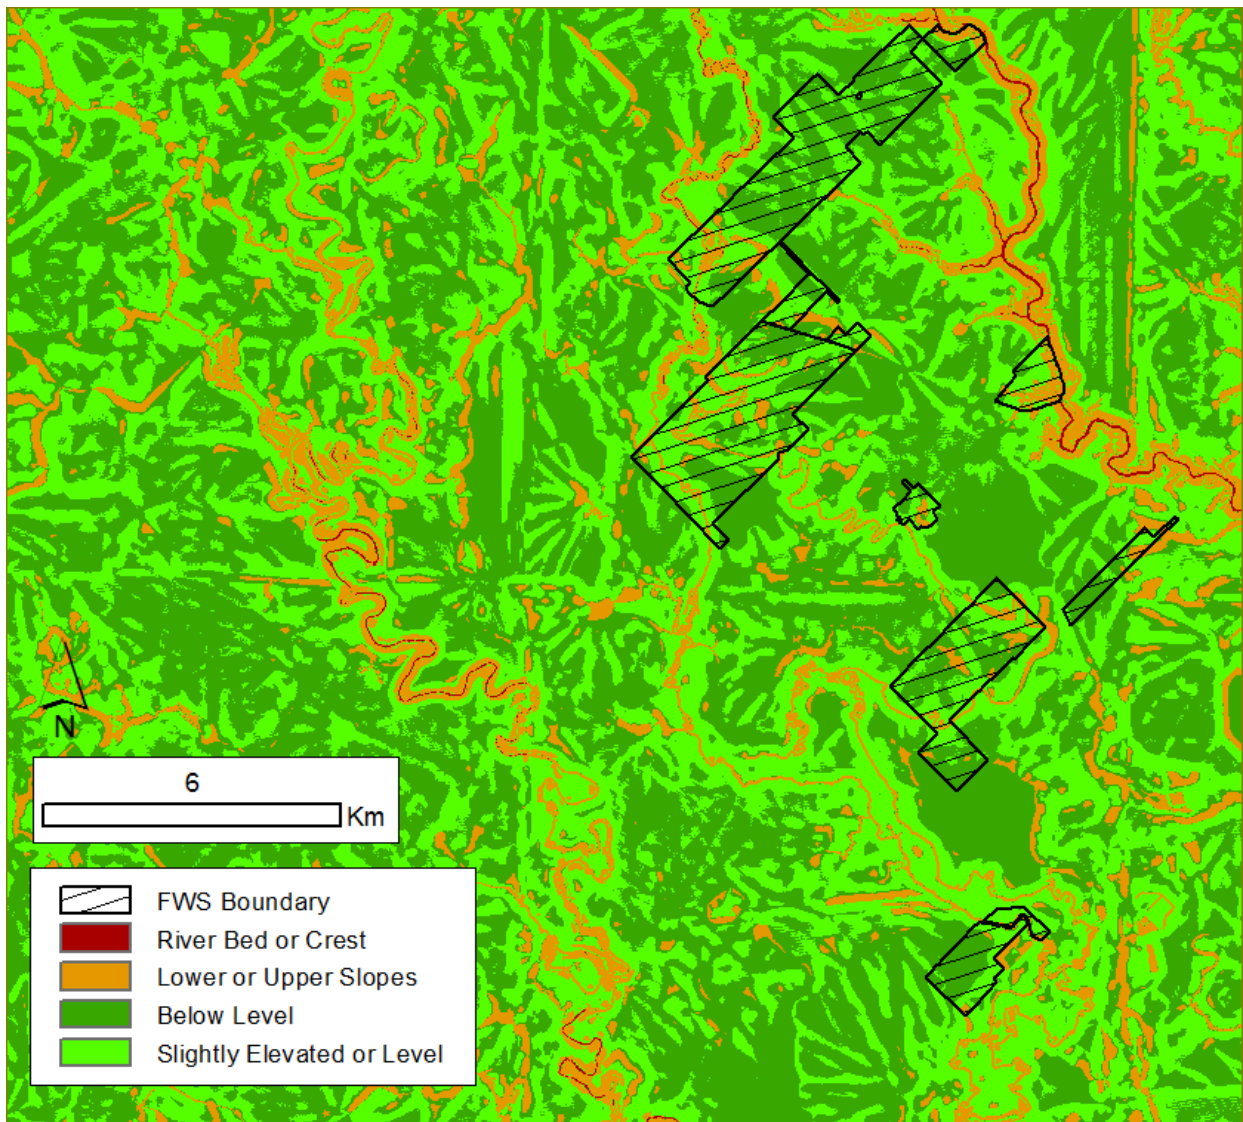 N
6
Km
FWS Boundary
River Bed or Crest
Lower or Upper Slopes
Below Level
Slightly Elevated or Level